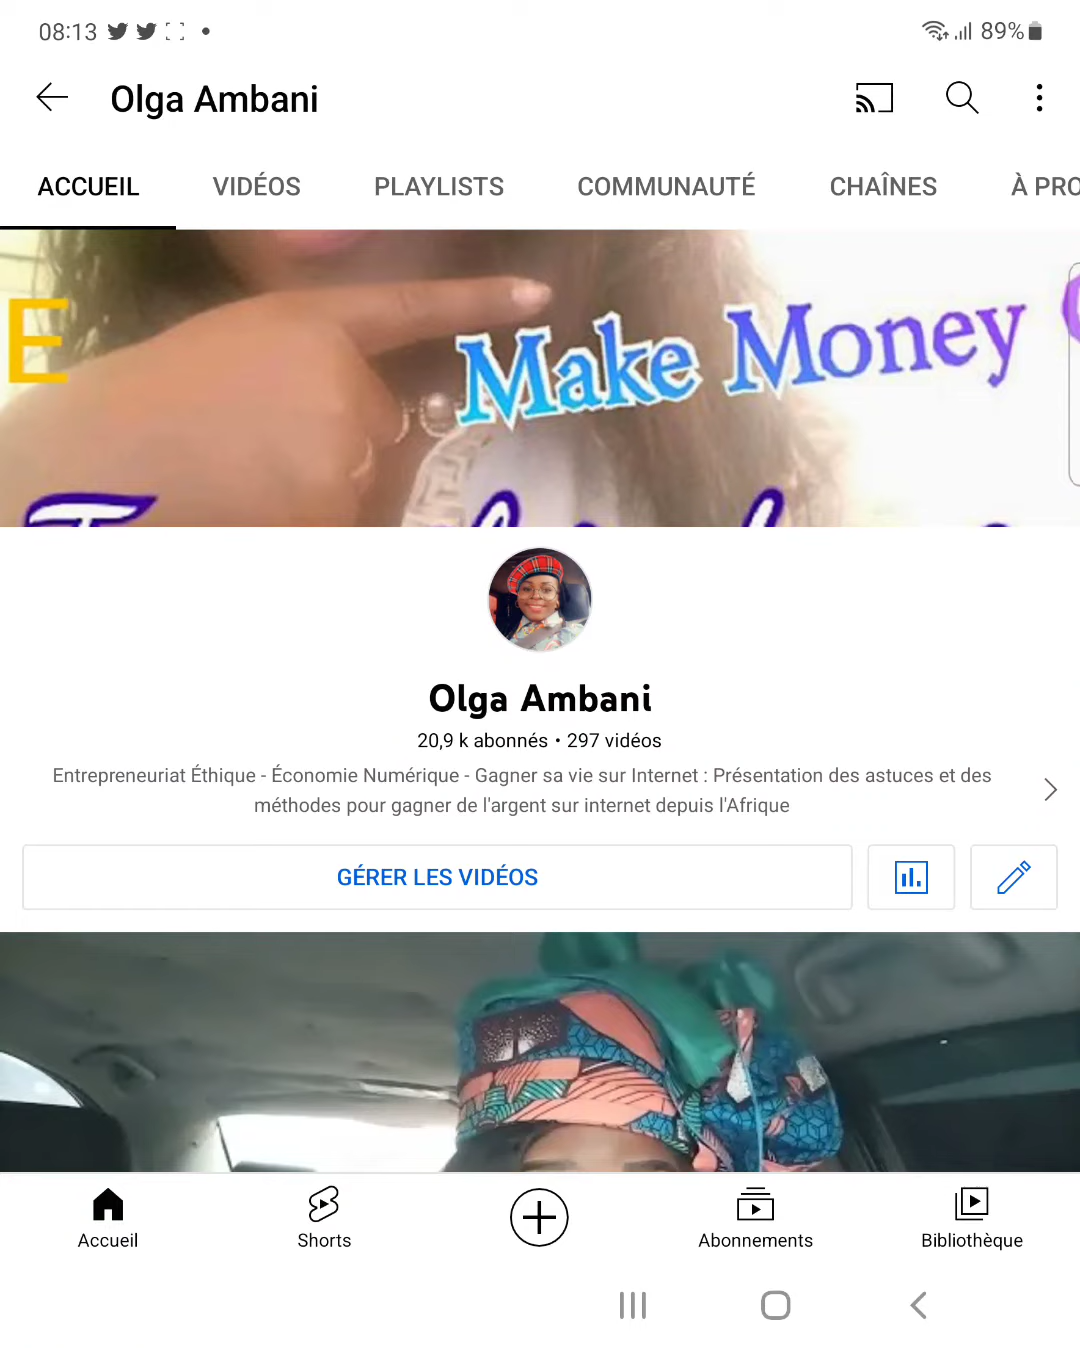 08:13
89%
Olga Ambani
ACCUEIL VIDÉOS PLAYLISTS COMMUNAUTÉ CHAÎNES À PRO
E
Make Money
Olga Ambani
20,9 k abonnés • 297 vidéos
Entrepreneuriat Éthique - Économie Numérique - Gagner sa vie sur Internet : Présentation des astuces et des
méthodes pour gagner de l'argent sur internet depuis l'Afrique
GÉRER LES VIDÉOS
Accueil Shorts Abonnements Bibliothèque